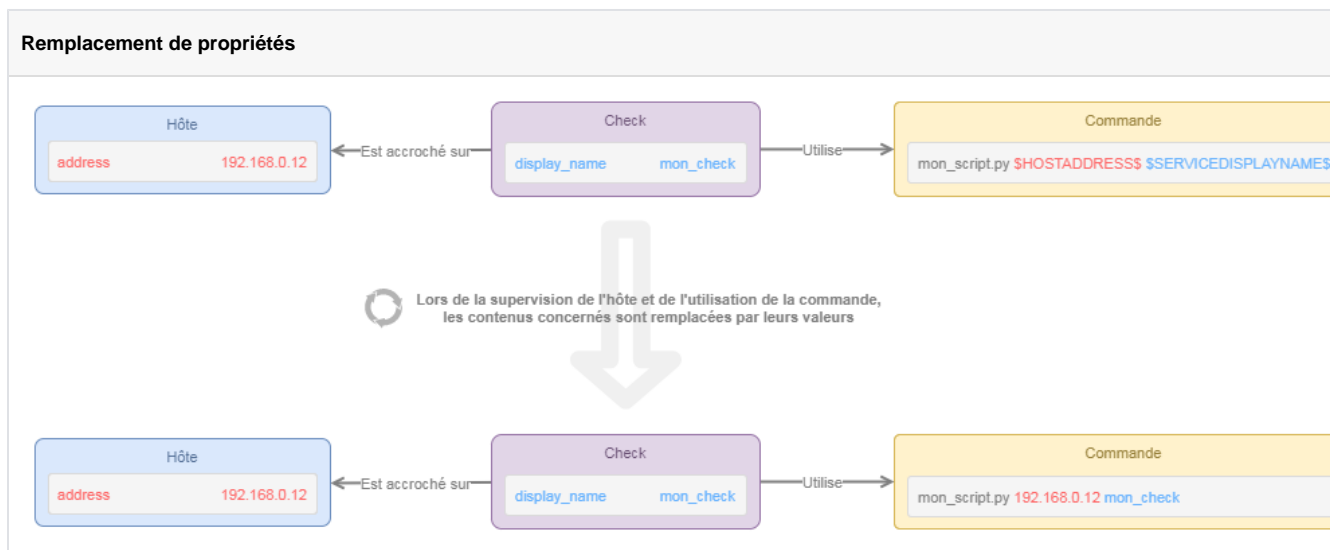 Remplacement de propriétés
Hôte
address 192.168.0.12
Est accroché sur
Check
display_name mon_check
Utilise
Commande
mon_script.py $HOSTADDRESS$ $SERVICEDISPLAYNAME$
Lors de la supervision de l'hôte et de l'utilisation de la commande,
les contenus concernés sont remplacées par leurs valeurs
Hôte
address 192.168.0.12
Est accroché sur
Check
display_name mon_check
Utilise
Commande
mon_script.py 192.168.0.12 mon_check